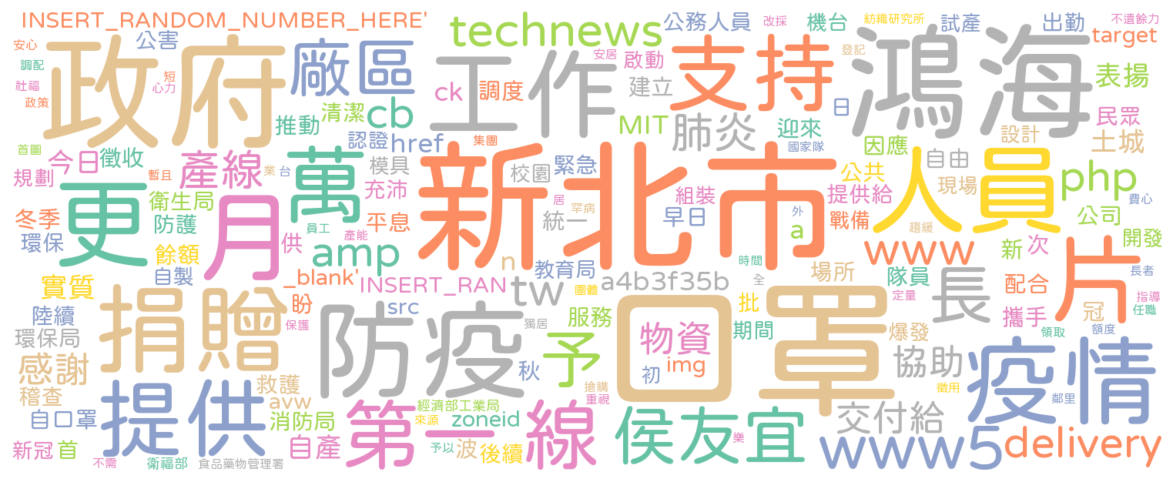 INSERT_RANDOM_NUMBER_HERE'
technews
公務人員
改採
紡織研究所
試產
出勤
不遺餘力
target
安心
公害
廠區
政府
工作
安居
啟動
支持
機台
登記
鴻海
表揚
調配
短
心力
社福
政策
清潔
cb
ck
調度
建立
日
民眾
推動
認證
href
集團
MIT
肺炎
迎來
國家隊
因應
設計
土城
首圖
今日
徵收
產線
萬
模具
新北市
校園
緊急
公共
自由
人員
php
規劃
暫且
業
台
充沛
居
罕病
組裝
提供給
現場
費心
更
月
衛生局
員工
平息
統一
早日
外
戰備
公司
冬季
防護
供
產能
amp
a
趨緩
www
新
次
開發
環保
餘額
自製
_blank'
n
教育局
時間
場所
隊員
片
長者
實質
盼
INSERT_RAN
tw
圖輯
a4b3f35b
全
批
定量
長
配合
指導
任職
陸續
捐贈
保護
src
防疫
獨居
服務
口罩
物資
期間
爆發
冠
攜手
領取
額度
環保局
予
img
初
協助
疫情
感謝
救護
秋
搶購
重視
徵用
鄰里
稽查
提供
avw
經濟部工業局
自口罩
消防局
第一線
來源
zoneid
侯友宜
交付給
www5
delivery
新冠
首
自產
予以
波
後續
樂
不需
衛福部
食品藥物管理署